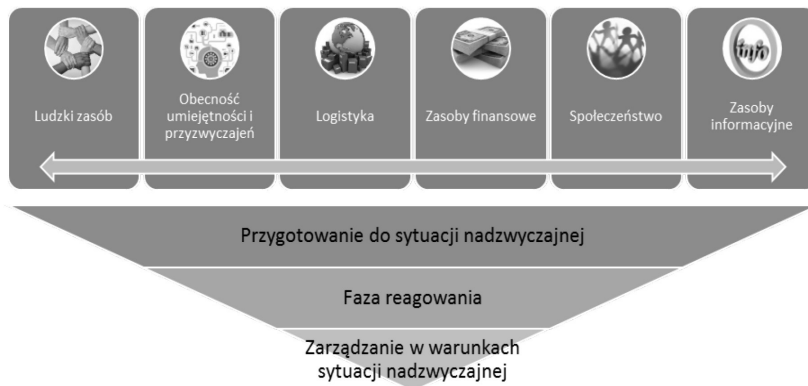 info
Ludzki zasób
Obecność
umiejętności i
przyzwyczajeń
Logistyka
Zasoby finansowe
Społeczeństwo
Zasoby
informacyjne
Przygotowanie do sytuacji nadzwyczajnej
Faza reagowania
Zarządzanie w warunkach
sytuacji nadzwyczajnej